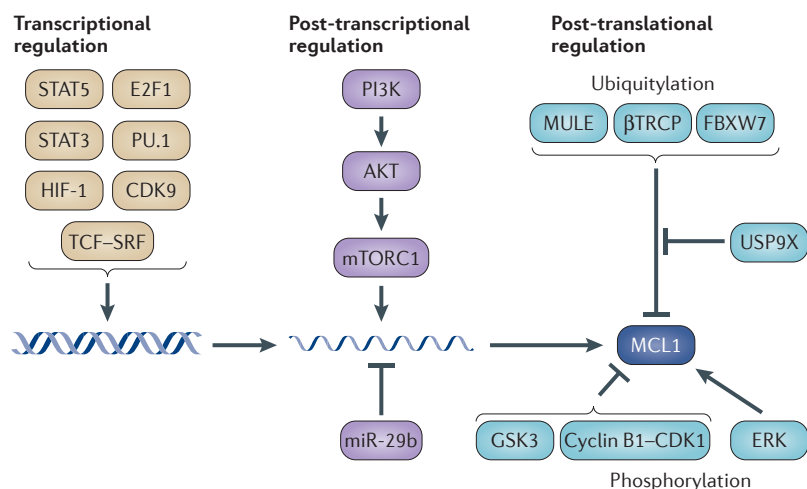 Transcriptional
regulation
Post-transcriptional
regulation
Post-translational
regulation
STAT5
E2F1
STAT3
PU.1
HIF-1
CDK9
TCF–SRF
PI3K
AKT
mTORC1
miR-29b
Ubiquitylation
MULE
βTRCP
FBXW7
USP9X
MCL1
GSK3
Cyclin B1–CDK1
ERK
Phosphorylation